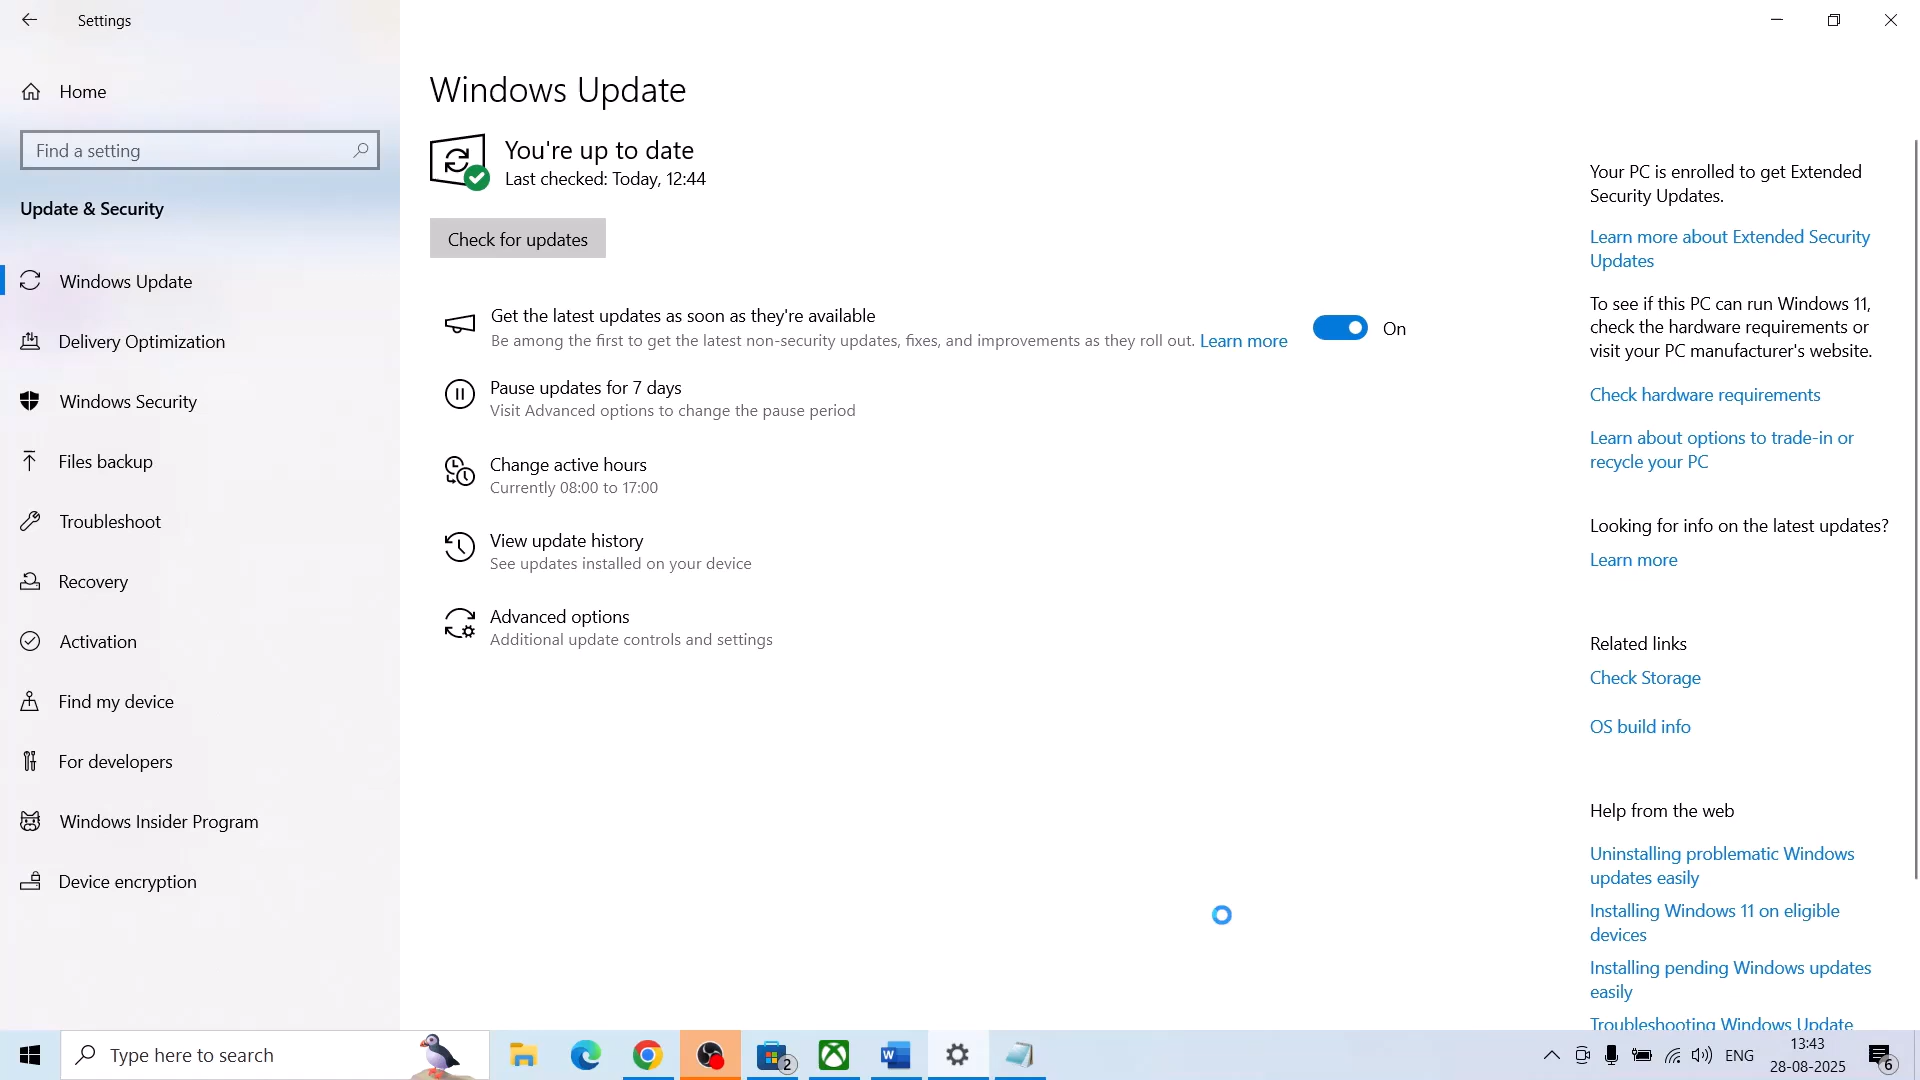 Settings
Home
Find a setting
Update & Security
Windows Update
Delivery Optimization
Windows Security
Files backup
Troubleshoot
Recovery
Activation
Find my device
For developers
Windows Insider Program
Device encryption
Windows Update
You're up to date
Last checked: Today, 12:44
Check for updates
Get the latest updates as soon as they're available
Be among the first to get the latest non-security updates, fixes, and improvements as they roll out. Learn more
On
Pause updates for 7 days
Visit Advanced options to change the pause period
Change active hours
Currently 08:00 to 17:00
View update history
See updates installed on your device
Advanced options
Additional update controls and settings
Your PC is enrolled to get Extended
Security Updates.
Learn more about Extended Security
Updates
To see if this PC can run Windows 11,
check the hardware requirements or
visit your PC manufacturer's website.
Check hardware requirements
Learn about options to trade-in or
recycle your PC
Looking for info on the latest updates?
Learn more
Related links
Check Storage
OS build info
Help from the web
Uninstalling problematic Windows
updates easily
Installing Windows 11 on eligible
devices
Installing pending Windows updates
easily
Troubleshooting Windows Update
Type here to search
2
W
ENG
13:43
28-08-2025
6